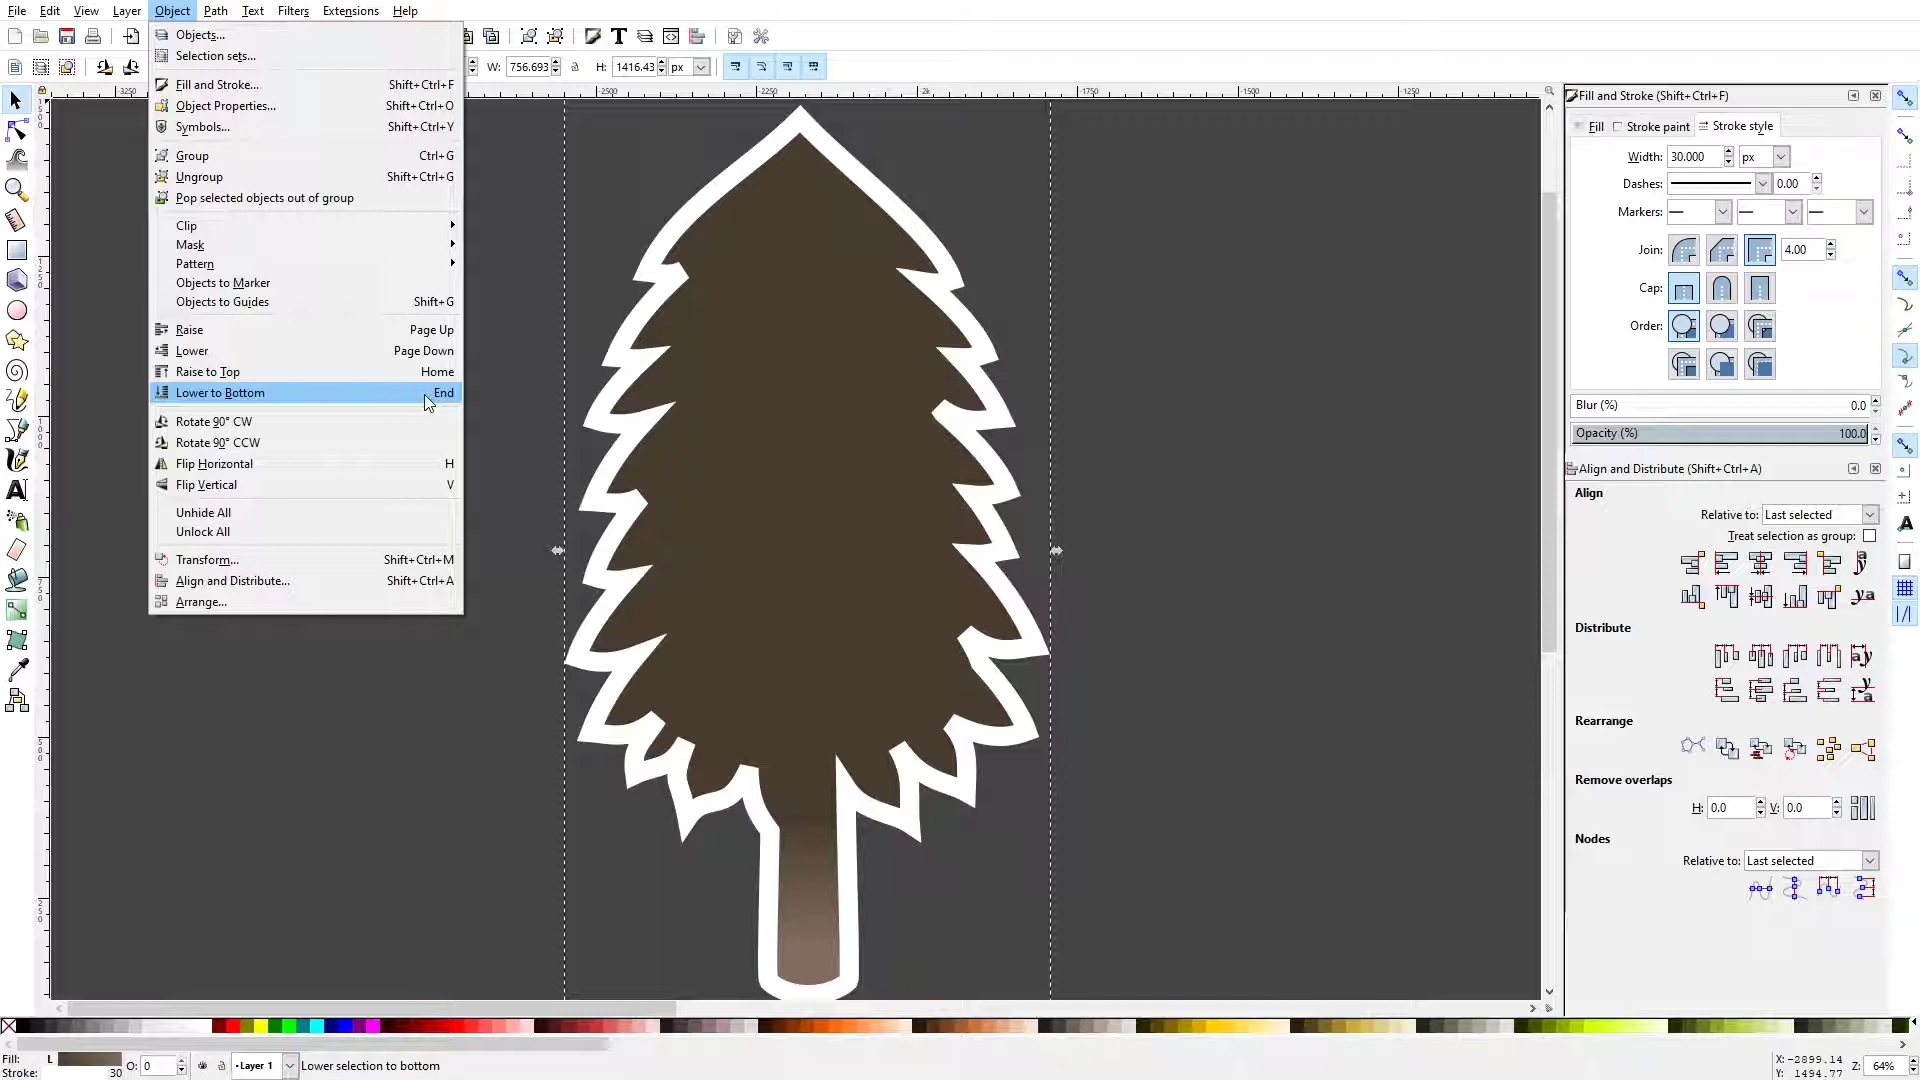 File Edit View Layer Object Path Text Filters Extensions Help
W: 756.693 H: 1416.43 px
Objects...
Selection sets...
Fill and Stroke... Shift+Ctrl+F
Object Properties... Shift+Ctrl+O
Symbols... Shift+Ctrl+Y
Group Ctrl+G
Ungroup Shift+Ctrl+G
Pop selected objects out of group
Clip
Mask
Pattern
Objects to Marker
Objects to Guides Shift+G
Raise Page Up
Lower Page Down
Raise to Top Home
Lower to Bottom End
Rotate 90° CW
Rotate 90° CCW
Flip Horizontal H
Flip Vertical V
Unhide All
Unlock All
Transform... Shift+Ctrl+M
Align and Distribute... Shift+Ctrl+A
Arrange...
-3250 -2500 -2250 -2k -1750 -1500 -1250
Fill and Stroke (Shift+Ctrl+F)
Fill Stroke paint Stroke style
Width: 30.000 px
Dashes: 0.00
Markers:
Join: 4.00
Cap:
Order:
Blur (%) 0.0
Opacity (%) 100.0
Align and Distribute (Shift+Ctrl+A)
Align
Relative to: Last selected
Treat selection as group:
Distribute
Rearrange
Remove overlaps
H: 0.0 V: 0.0
Nodes
Relative to: Last selected
Fill: L O: 0 Layer 1 Lower selection to bottom
Stroke: 30
X: -2899.14
Y: 1494.77
Z: 64%